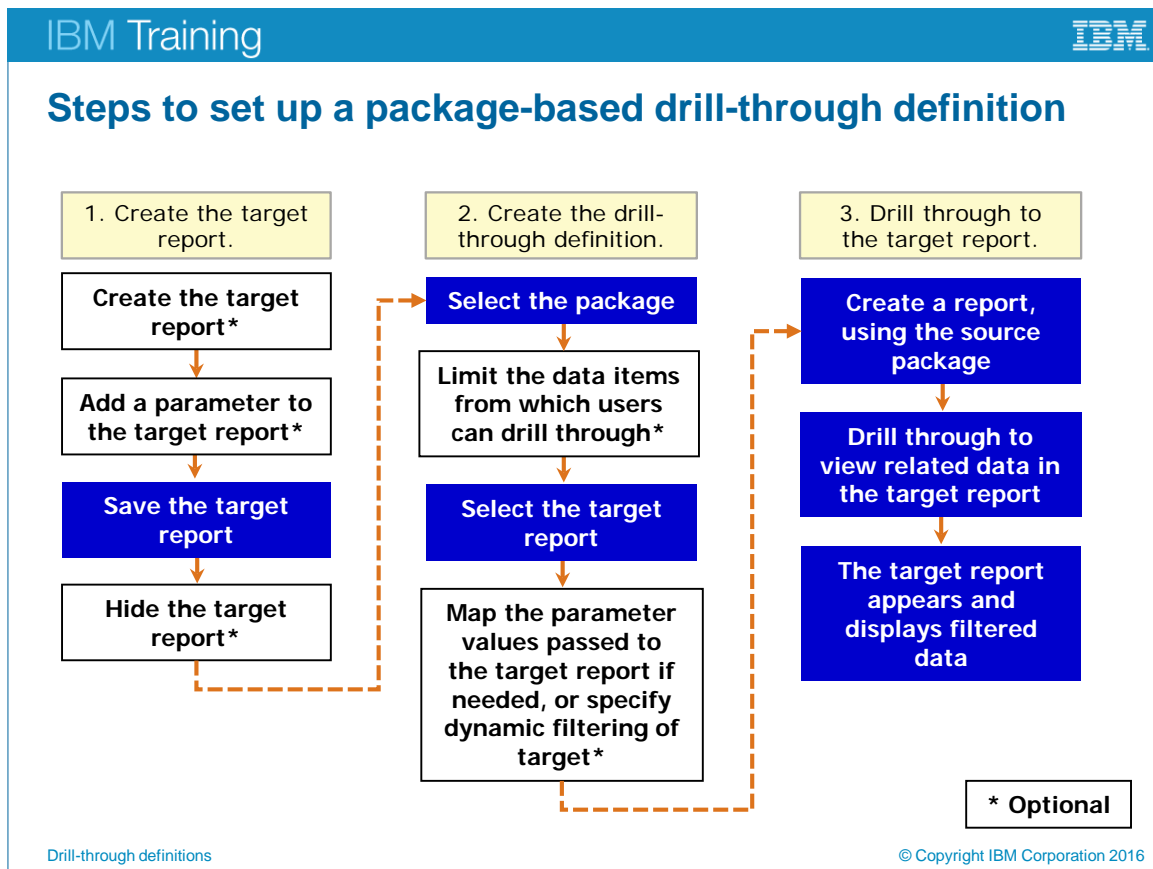 IBM Training
IBM
Steps to set up a package-based drill-through definition
1. Create the target
report.
Create the target
report*
Add a parameter to
the target report*
Save the target
report
Hide the target
report*
2. Create the drill-
through definition.
Select the package
Limit the data items
from which users
can drill through*
Select the target
report
Map the parameter
values passed to
the target report if
needed, or specify
dynamic filtering of
target*
3. Drill through to
the target report.
Create a report,
using the source
package
Drill through to
view related data in
the target report
The target report
appears and
displays filtered
data
* Optional
Drill-through definitions
© Copyright IBM Corporation 2016